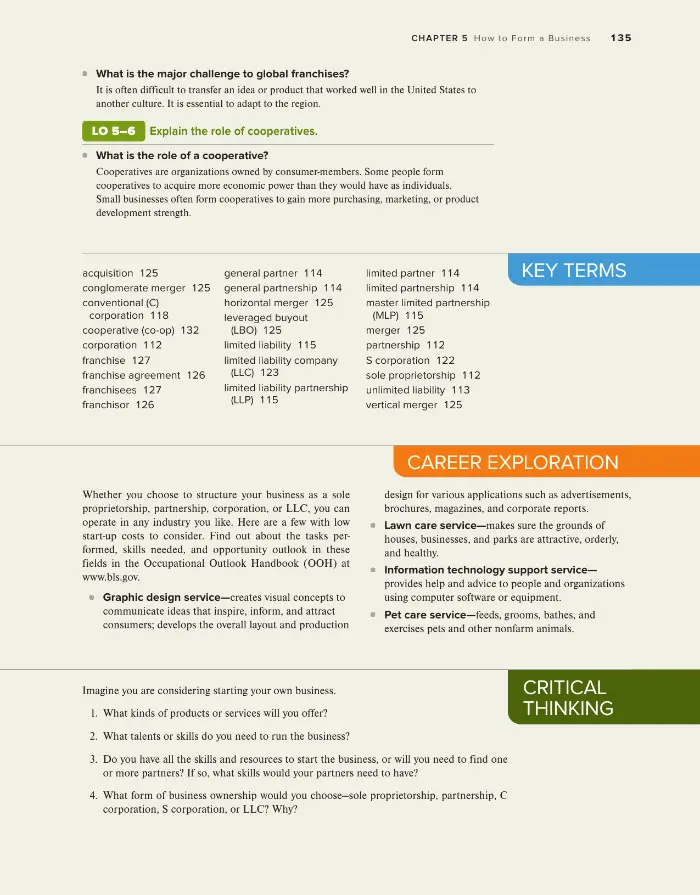 CHAPTER 5 How to Form a Business 135
What is the major challenge to global franchises?
It is often difficult to transfer an idea or product that worked well in the United States to
another culture. It is essential to adapt to the region.
LO 5–6 Explain the role of cooperatives.
What is the role of a cooperative?
Cooperatives are organizations owned by consumer-members. Some people form
cooperatives to acquire more economic power than they would have as individuals.
Small businesses often form cooperatives to gain more purchasing, marketing, or product
development strength.
KEY TERMS
acquisition 125
conglomerate merger 125
conventional (C)
corporation 118
cooperative (co-op) 132
corporation 112
franchise 127
franchise agreement 126
franchisees 127
franchisor 126
general partner 114
general partnership 114
horizontal merger 125
leveraged buyout
(LBO) 125
limited liability 115
limited liability company
(LLC) 123
limited liability partnership
(LLP) 115
limited partner 114
limited partnership 114
master limited partnership
(MLP) 115
merger 125
partnership 112
S corporation 122
sole proprietorship 112
unlimited liability 113
vertical merger 125
CAREER EXPLORATION
Whether you choose to structure your business as a sole
proprietorship, partnership, corporation, or LLC, you can
operate in any industry you like. Here are a few with low
start-up costs to consider. Find out about the tasks per-
formed, skills needed, and opportunity outlook in these
fields in the Occupational Outlook Handbook (OOH) at
www.bls.gov.
Graphic design service—creates visual concepts to
communicate ideas that inspire, inform, and attract
consumers; develops the overall layout and production
design for various applications such as advertisements,
brochures, magazines, and corporate reports.
Lawn care service—makes sure the grounds of
houses, businesses, and parks are attractive, orderly,
and healthy.
Information technology support service—
provides help and advice to people and organizations
using computer software or equipment.
Pet care service—feeds, grooms, bathes, and
exercises pets and other nonfarm animals.
CRITICAL
THINKING
Imagine you are considering starting your own business.
1. What kinds of products or services will you offer?
2. What talents or skills do you need to run the business?
3. Do you have all the skills and resources to start the business, or will you need to find one
or more partners? If so, what skills would your partners need to have?
4. What form of business ownership would you choose—sole proprietorship, partnership, C
corporation, S corporation, or LLC? Why?